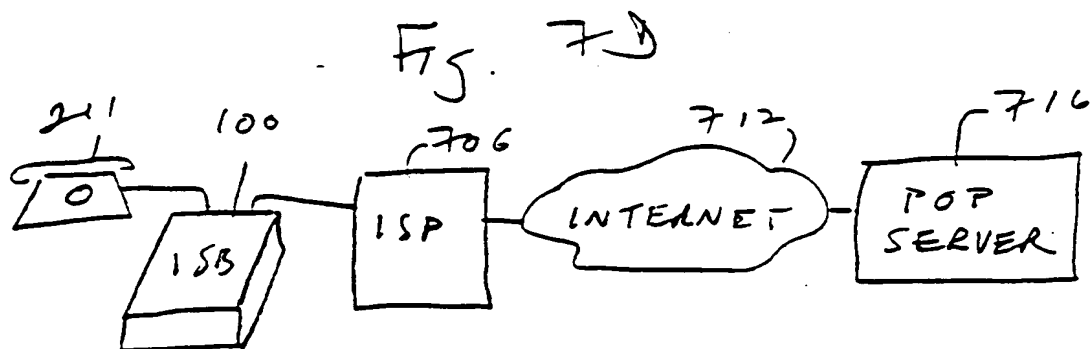 Fig. 7D
211
100
706
712
716
ISB
ISP
INTERNET
POP
SERVER